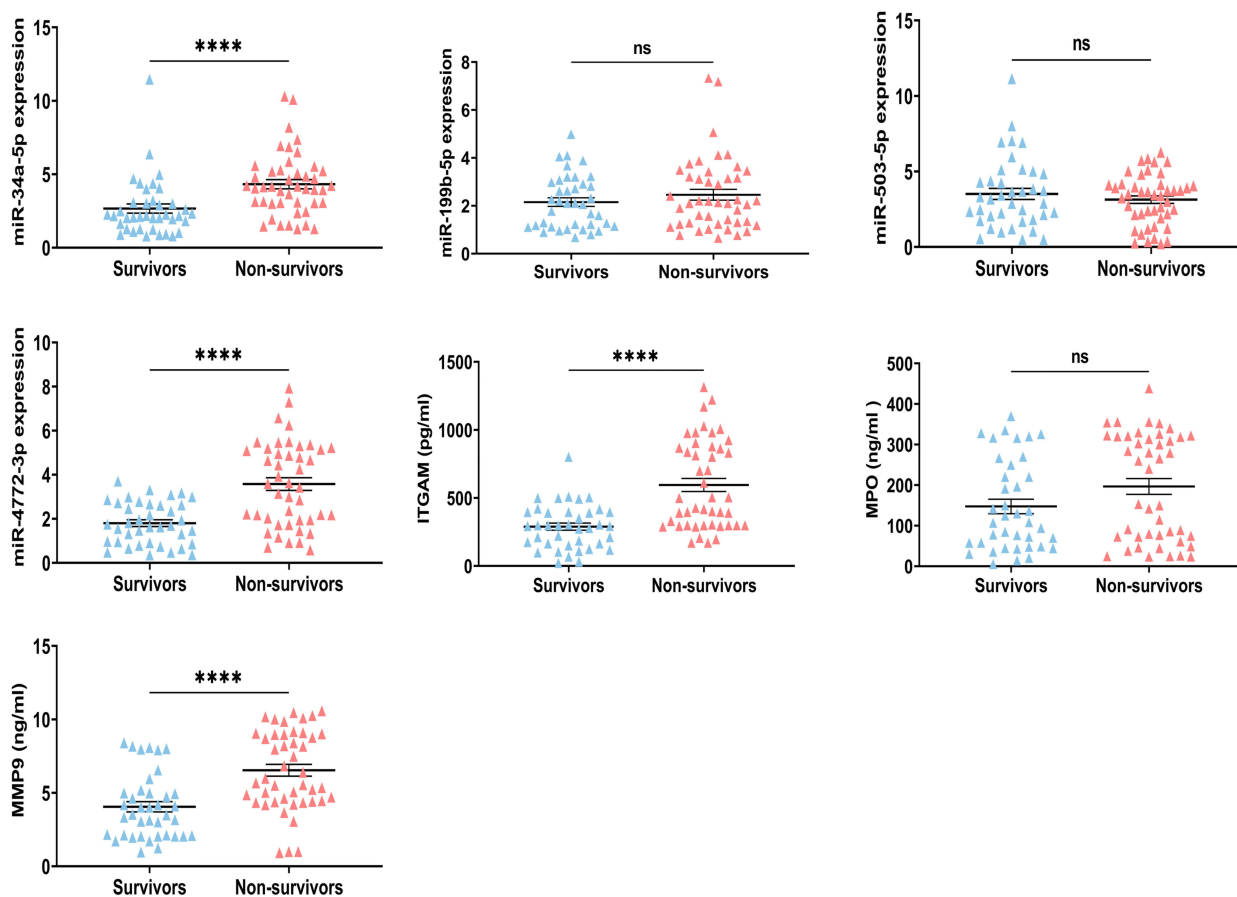 miR-34a-5p expression
15
10
5
0
****
Survivors
Non-survivors
miR-199b-5p expression
8
6
4
2
0
ns
Survivors
Non-survivors
miR-503-5p expression
15
10
5
0
ns
Survivors
Non-survivors
miR-4772-3p expression
10
8
6
4
2
0
****
Survivors
Non-survivors
ITGAM (pg/ml)
1500
1000
500
0
****
Survivors
Non-survivors
MPO (ng/ml )
500
400
300
200
100
0
ns
Survivors
Non-survivors
MMP9 (ng/ml)
15
10
5
0
****
Survivors
Non-survivors